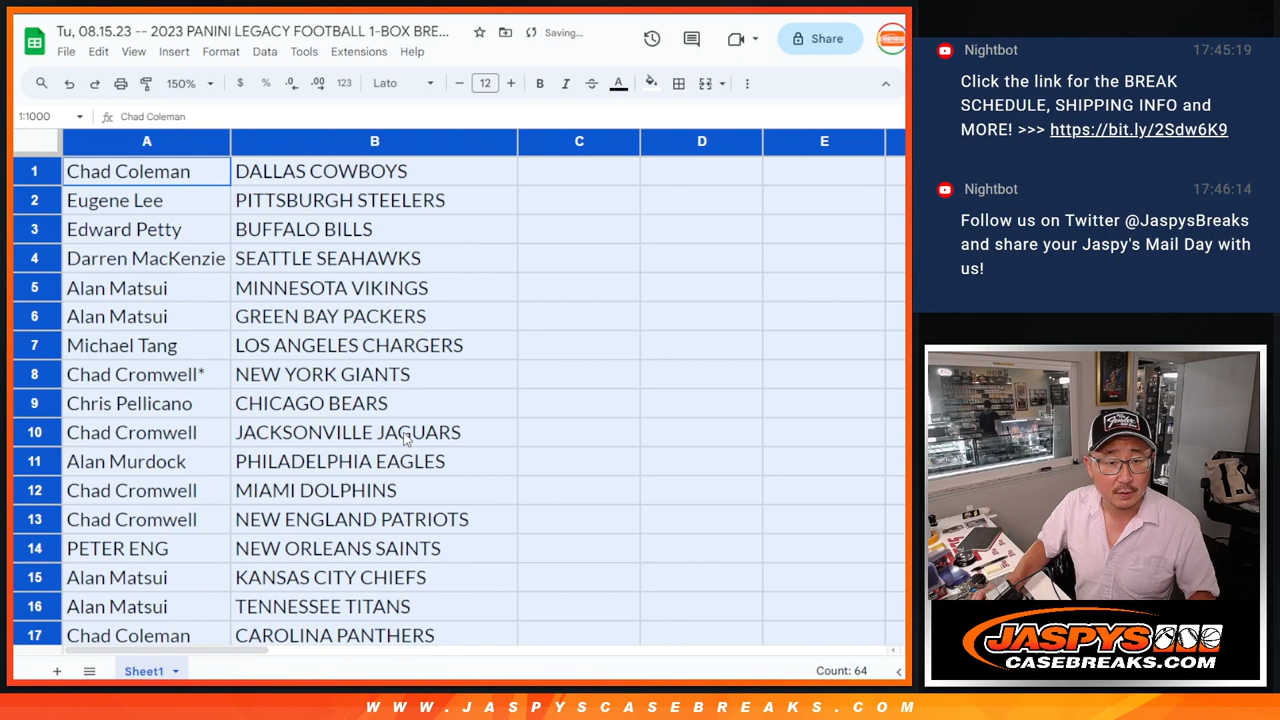 Tu, 08.15.23 -- 2023 PANINI LEGACY FOOTBALL 1-BOX BRE...
Saving...
Share
File Edit View Insert Format Data Tools Extensions Help
150% $ % .0 .00 123 Lato 12 B I S A
1:1000 fx Chad Coleman
A B C D E
1 Chad Coleman DALLAS COWBOYS
2 Eugene Lee PITTSBURGH STEELERS
3 Edward Petty BUFFALO BILLS
4 Darren MacKenzie SEATTLE SEAHAWKS
5 Alan Matsui MINNESOTA VIKINGS
6 Alan Matsui GREEN BAY PACKERS
7 Michael Tang LOS ANGELES CHARGERS
8 Chad Cromwell* NEW YORK GIANTS
9 Chris Pellicano CHICAGO BEARS
10 Chad Cromwell JACKSONVILLE JAGUARS
11 Alan Murdock PHILADELPHIA EAGLES
12 Chad Cromwell MIAMI DOLPHINS
13 Chad Cromwell NEW ENGLAND PATRIOTS
14 PETER ENG NEW ORLEANS SAINTS
15 Alan Matsui KANSAS CITY CHIEFS
16 Alan Matsui TENNESSEE TITANS
17 Chad Coleman CAROLINA PANTHERS
Sheet1 Count: 64
Nightbot 17:45:19
Click the link for the BREAK
SCHEDULE, SHIPPING INFO and
MORE! >>> https://bit.ly/2Sdw6K9
Nightbot 17:46:14
Follow us on Twitter @JaspysBreaks
and share your Jaspy's Mail Day with
us!
Fender
JASPYS
CASEBREAKS.COM
WWW.JASPYSCASEBREAKS.COM